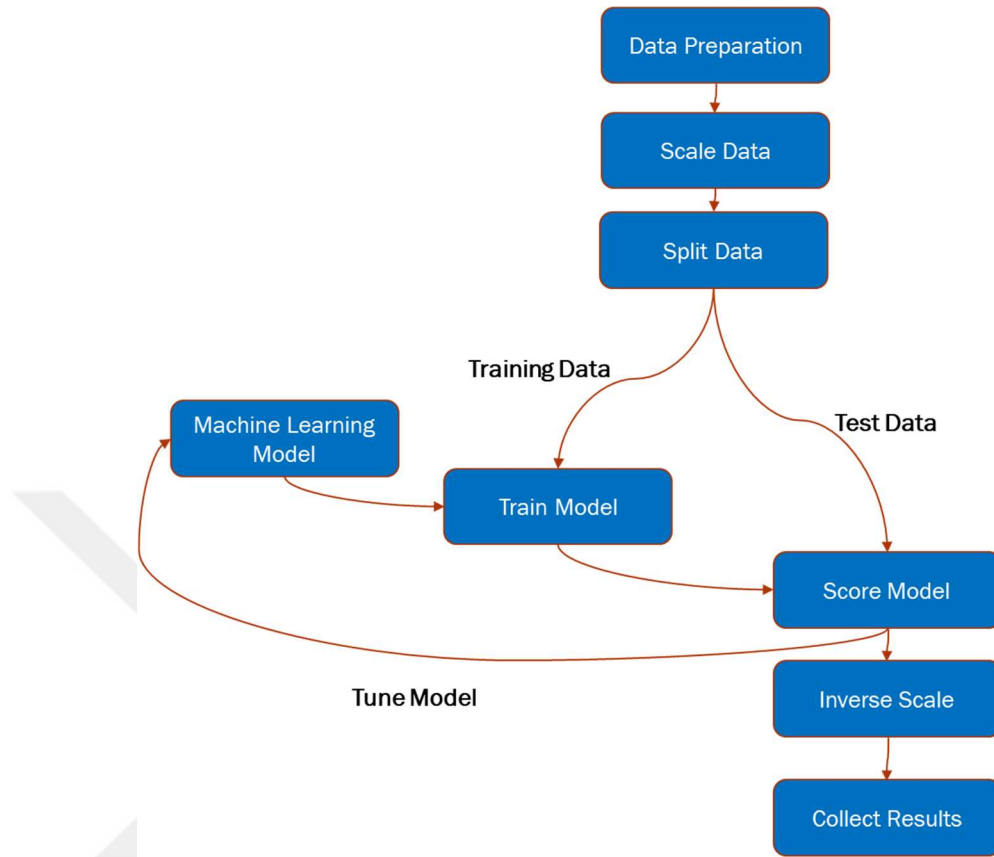 Data Preparation
Scale Data
Split Data
Training Data
Test Data
Machine Learning
Model
Train Model
Score Model
Tune Model
Inverse Scale
Collect Results